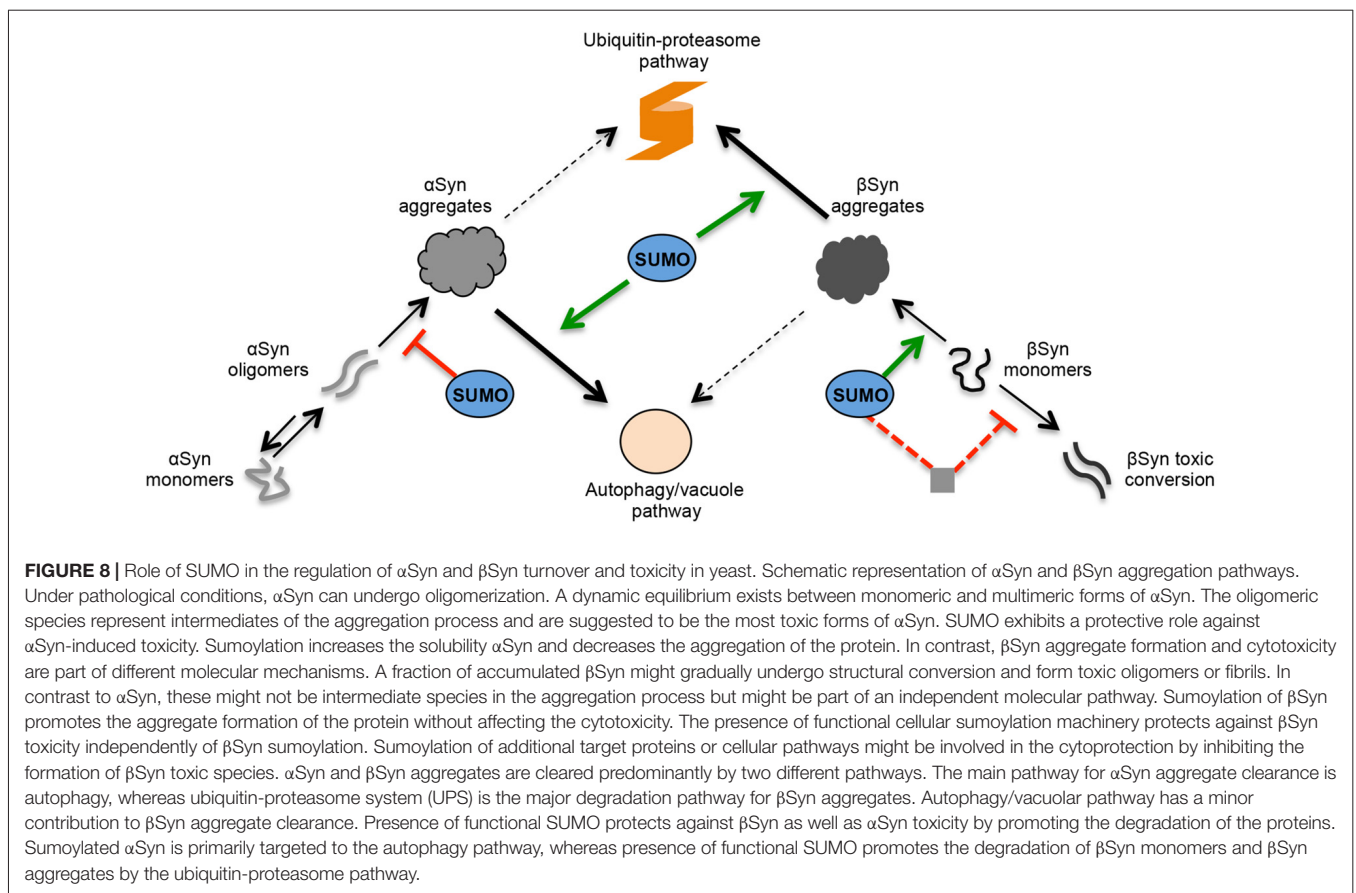 Ubiquitin-proteasome
pathway
αSyn
aggregates
βSyn
aggregates
SUMO
αSyn
oligomers
βSyn
monomers
SUMO
SUMO
αSyn
monomers
βSyn toxic
conversion
Autophagy/vacuole
pathway
FIGURE 8 | Role of SUMO in the regulation of αSyn and βSyn turnover and toxicity in yeast. Schematic representation of αSyn and βSyn aggregation pathways.
Under pathological conditions, αSyn can undergo oligomerization. A dynamic equilibrium exists between monomeric and multimeric forms of αSyn. The oligomeric
species represent intermediates of the aggregation process and are suggested to be the most toxic forms of αSyn. SUMO exhibits a protective role against
αSyn-induced toxicity. Sumoylation increases the solubility αSyn and decreases the aggregation of the protein. In contrast, βSyn aggregate formation and cytotoxicity
are part of different molecular mechanisms. A fraction of accumulated βSyn might gradually undergo structural conversion and form toxic oligomers or fibrils. In
contrast to αSyn, these might not be intermediate species in the aggregation process but might be part of an independent molecular pathway. Sumoylation of βSyn
promotes the aggregate formation of the protein without affecting the cytotoxicity. The presence of functional cellular sumoylation machinery protects against βSyn
toxicity independently of βSyn sumoylation. Sumoylation of additional target proteins or cellular pathways might be involved in the cytoprotection by inhibiting the
formation of βSyn toxic species. αSyn and βSyn aggregates are cleared predominantly by two different pathways. The main pathway for αSyn aggregate clearance is
autophagy, whereas ubiquitin-proteasome system (UPS) is the major degradation pathway for βSyn aggregates. Autophagy/vacuolar pathway has a minor
contribution to βSyn aggregate clearance. Presence of functional SUMO protects against βSyn as well as αSyn toxicity by promoting the degradation of the proteins.
Sumoylated αSyn is primarily targeted to the autophagy pathway, whereas presence of functional SUMO promotes the degradation of βSyn monomers and βSyn
aggregates by the ubiquitin-proteasome pathway.